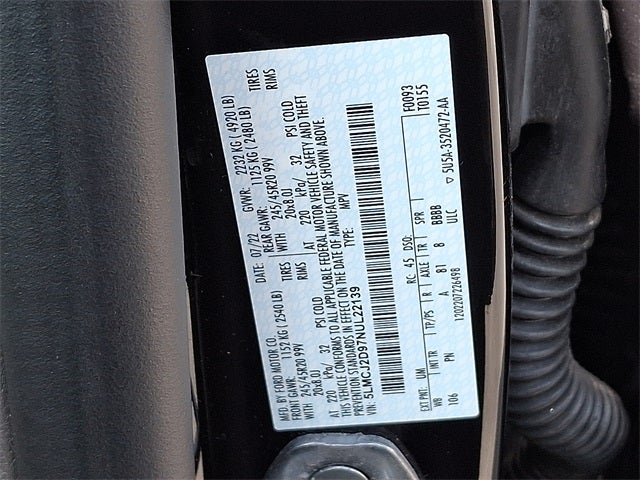 MFD. BY FORD MOTOR CO.
DATE: 07/22 GVWR: 2232 KG ( 4920 LB)
FRONT GAWR: 1152 KG ( 2540 LB) REAR GAWR: 1125 KG ( 2480 LB)
WITH 245/45R20 99V TIRES WITH 245/45R20 99V TIRES
20x8.0J RIMS 20x8.0J RIMS
AT 220 kPa/ 32 PSI COLD AT 220 kPa/ 32 PSI COLD
THIS VEHICLE CONFORMS TO ALL APPLICABLE FEDERAL MOTOR VEHICLE SAFETY AND THEFT
PREVENTION STANDARDS IN EFFECT ON THE DATE OF MANUFACTURE SHOWN ABOVE.
VIN: 5LMCJ2D97NUL22139 TYPE: MPV
F0093
T0155
EXT PNT: UM RC: 45 DSO:
WB INT TR TP/PS R AXLE TR SPR
106 PN A B1 8 BBBB
ULC
1202207226498 5U5A-3520472-AA